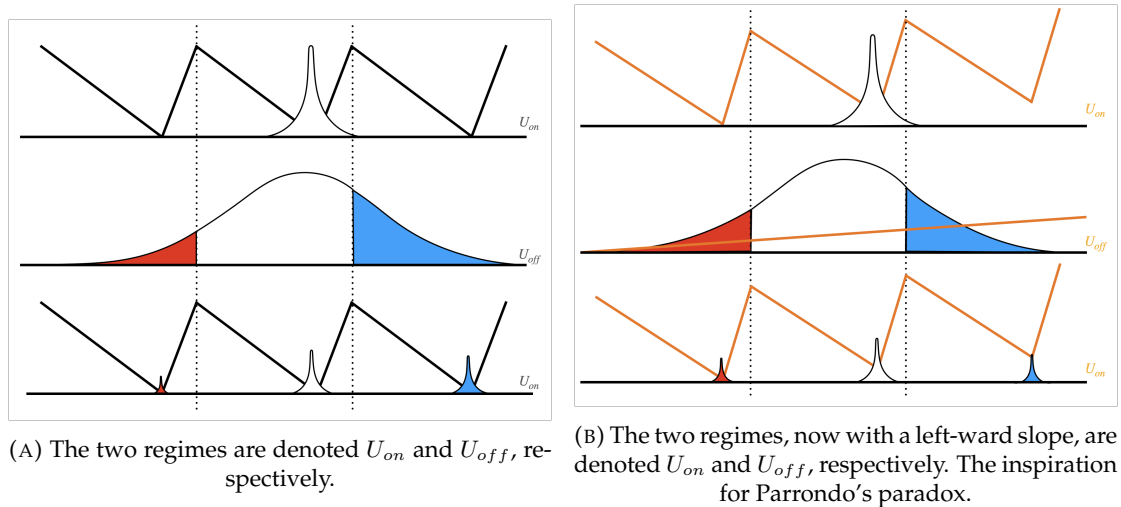 U_on
U_off
U_on
(A) The two regimes are denoted U_on and U_off, re-
spectively.
U_on
U_off
U_on
(B) The two regimes, now with a left-ward slope, are
denoted U_on and U_off, respectively. The inspiration
for Parrondo's paradox.